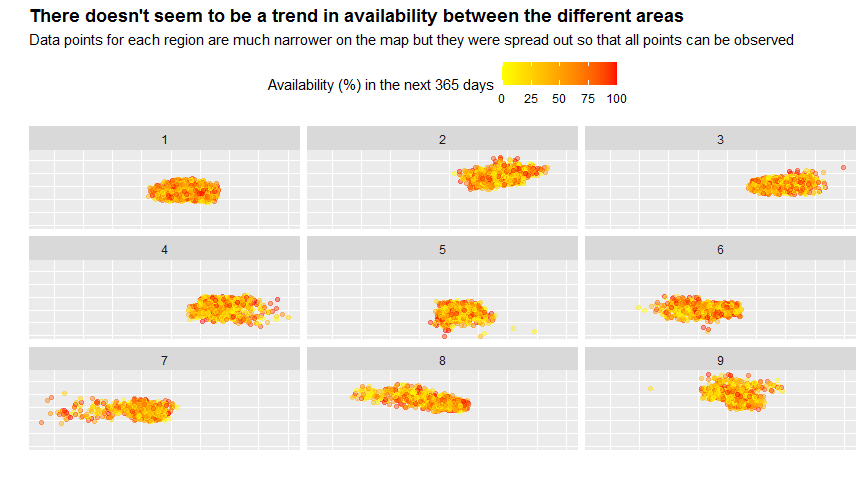 There doesn't seem to be a trend in availability between the different areas
Data points for each region are much narrower on the map but they were spread out so that all points can be observed
Availability (%) in the next 365 days
0 25 50 75 100
1 2 3
4 5 6
7 8 9